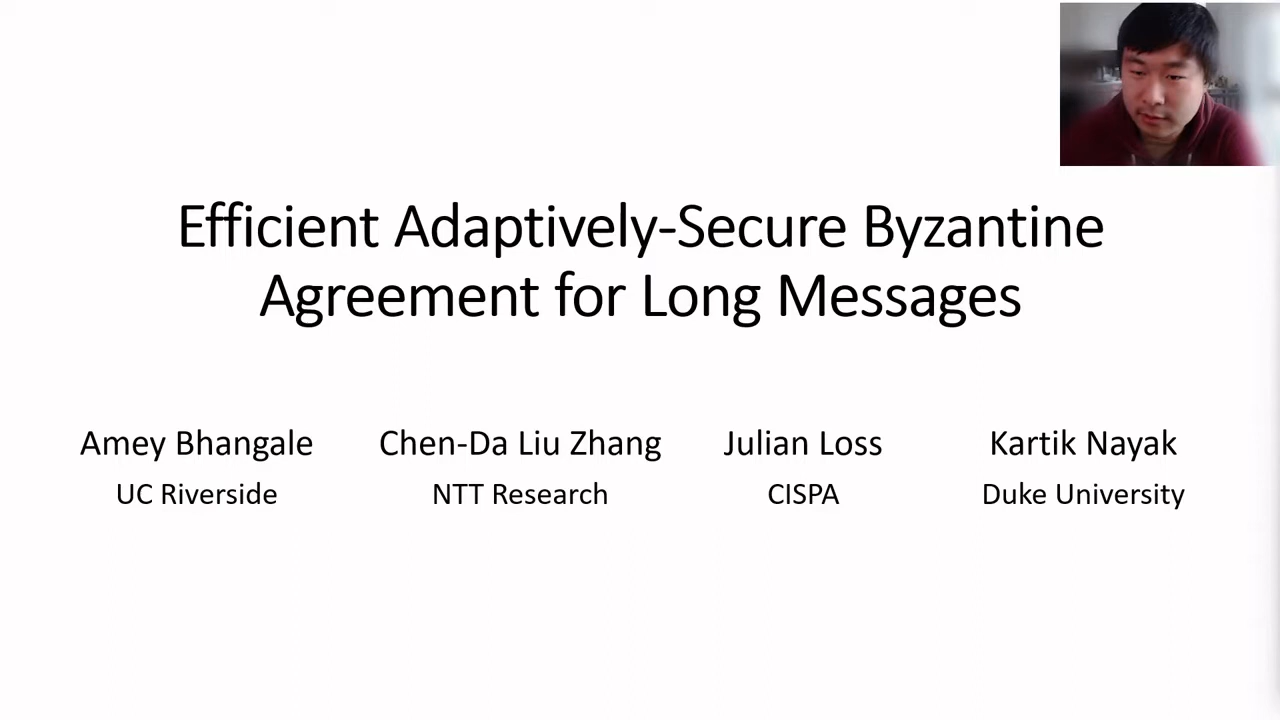 Efficient Adaptively-Secure Byzantine
Agreement for Long Messages
Amey Bhangale Chen-Da Liu Zhang Julian Loss Kartik Nayak
UC Riverside NTT Research CISPA Duke University